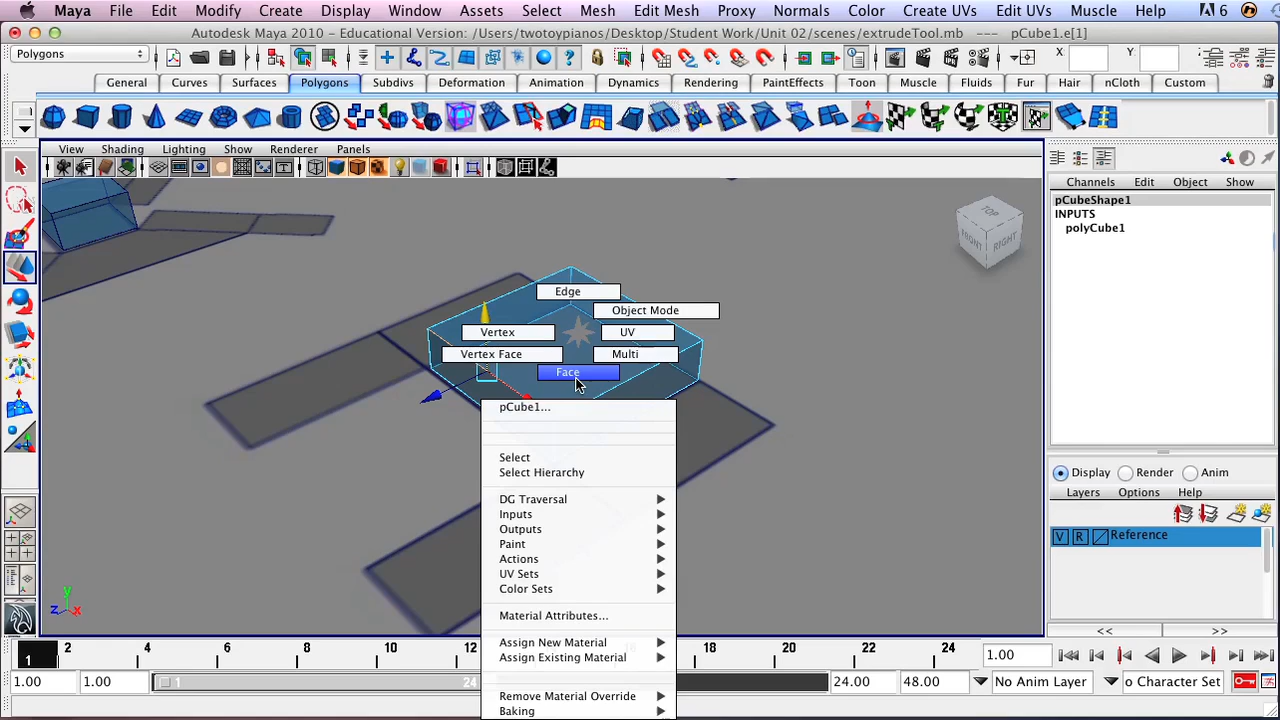 Maya File Edit Modify Create Display Window Assets Select Mesh Edit Mesh Proxy Normals Color Create UVs Edit UVs Muscle Help 6
Autodesk Maya 2010 - Educational Version: /Users/twotoypianos/Desktop/Student Work/Unit 02/scenes/extrudeTool.mb --- pCube1.e[1]
Polygons X: Y:
General Curves Surfaces Polygons Subdivs Deformation Animation Dynamics Rendering PaintEffects Toon Muscle Fluids Fur Hair nCloth Custom
View Shading Lighting Show Renderer Panels
Channels Edit Object Show
pCubeShape1
INPUTS
polyCube1
TOP
FRONT RIGHT
Edge
Object Mode
Vertex UV
Vertex Face Multi
Face
pCube1...
Select
Select Hierarchy
DG Traversal
Inputs
Outputs
Paint
Actions
UV Sets
Color Sets
Material Attributes...
Assign New Material
Assign Existing Material
Remove Material Override
Baking
Display Render Anim
Layers Options Help
V R Reference
<< >>
y
z x
1 2 4 6 8 10 12 18 20 22 1.00
1.00 1.00 1 24 24.00 48.00 No Anim Layer o Character Set